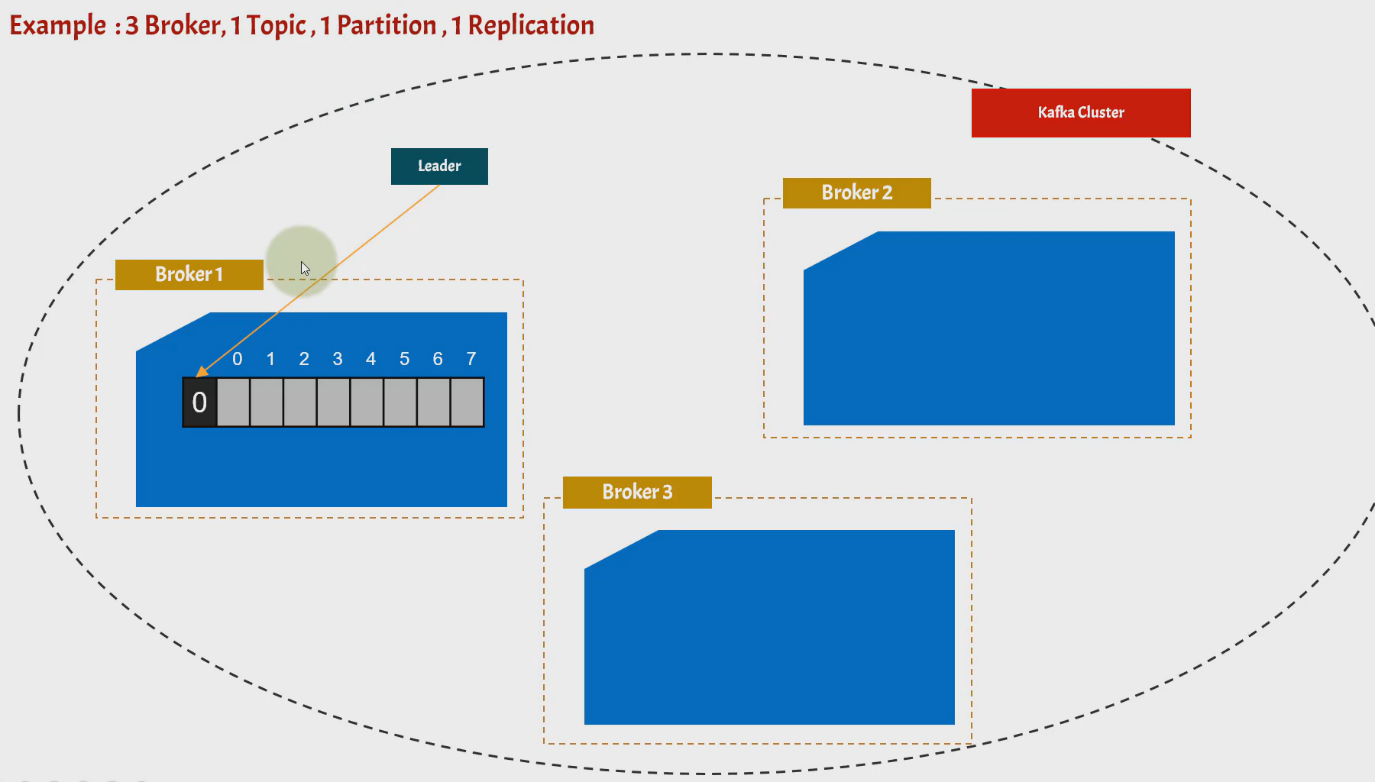 Example : 3 Broker, 1 Topic , 1 Partition , 1 Replication
Kafka Cluster
Leader
Broker 2
Broker 1
0 1 2 3 4 5 6 7
0
Broker 3